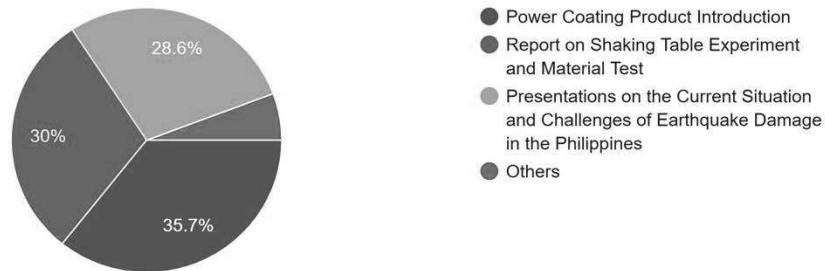 28.6%
30%
35.7%
Power Coating Product Introduction
Report on Shaking Table Experiment
and Material Test
Presentations on the Current Situation
and Challenges of Earthquake Damage
in the Philippines
Others